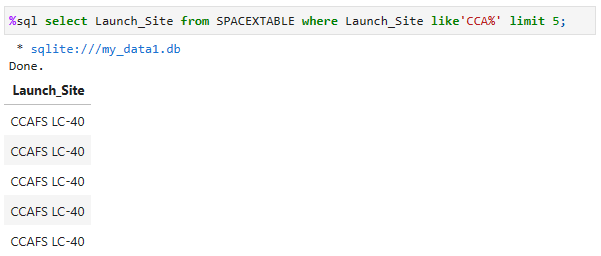 %sql select Launch_Site from SPACEXTABLE where Launch_Site like'CCA%' limit 5;
* sqlite:///my_data1.db
Done.
Launch_Site
CCAFS LC-40
CCAFS LC-40
CCAFS LC-40
CCAFS LC-40
CCAFS LC-40